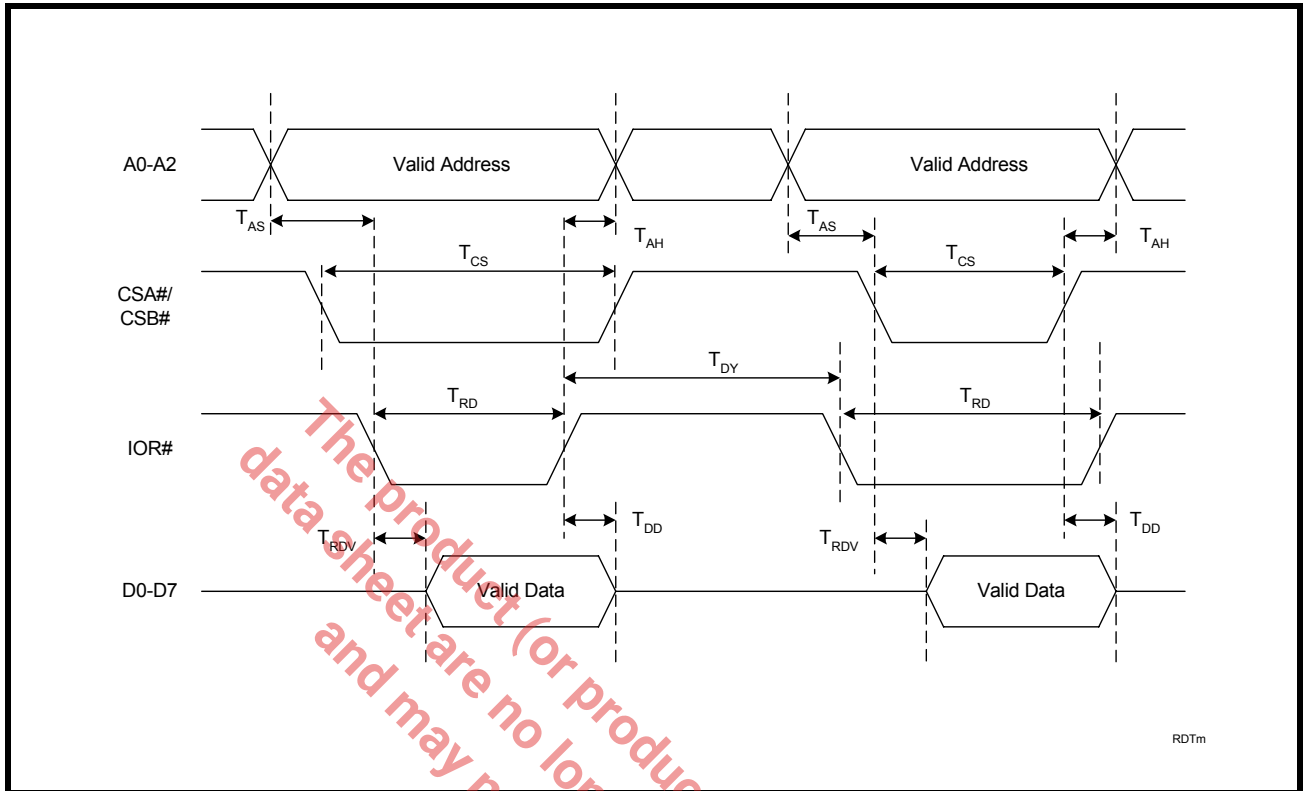 A0-A2
Valid Address
Valid Address
TAS
TAH
TAS
TAH
TCS
TCS
CSA#/
CSB#
TDY
TRD
TRD
IOR#
TRDV
TDD
TRDV
TDD
D0-D7
Valid Data
Valid Data
The product (or produc
data sheet are no lon
and may n
RDTm